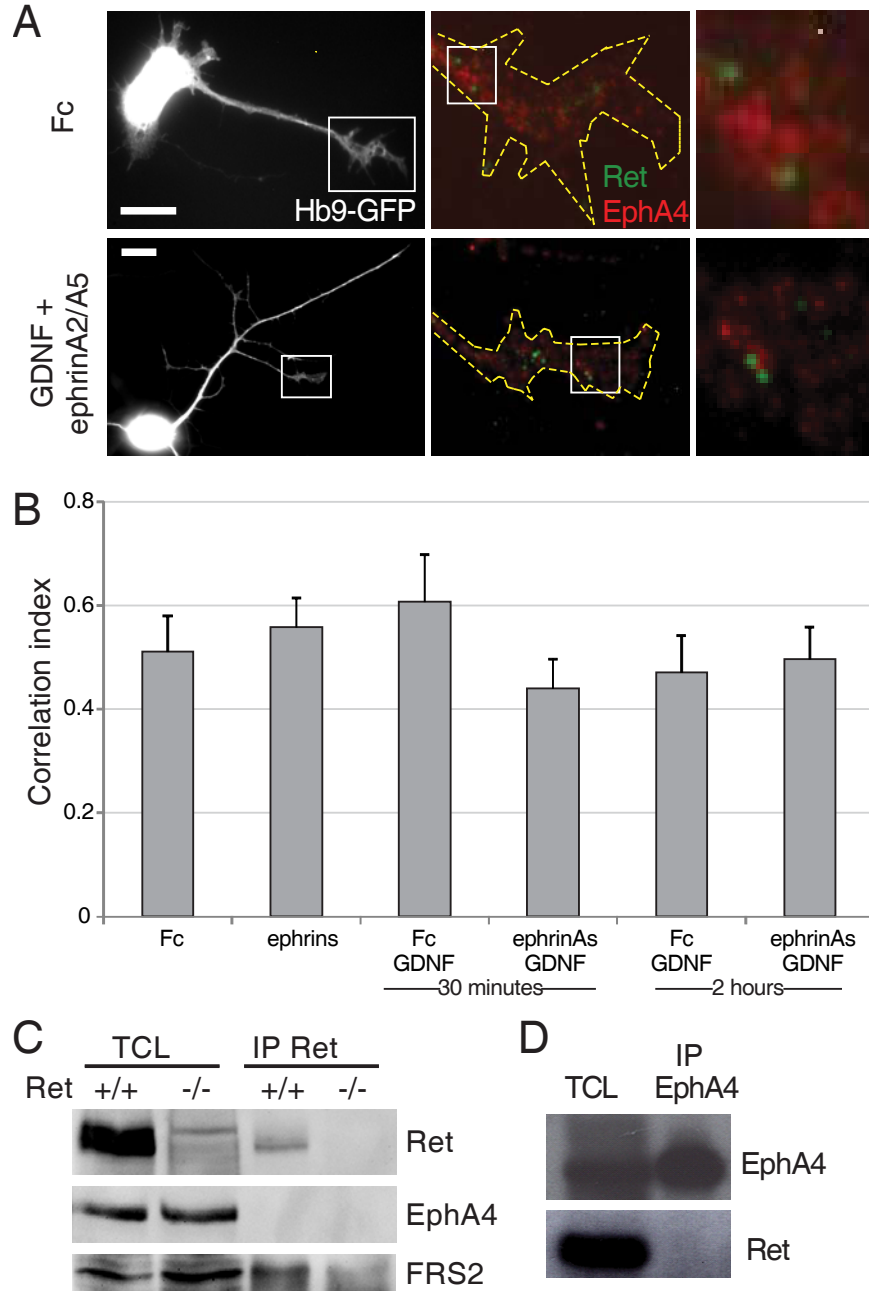 A
Fc
Hb9-GFP
Ret
EphA4
GDNF +
ephrinA2/A5
B
Correlation index
0.8
0.6
0.4
0.2
0
Fc
ephrins
Fc
GDNF
ephrinAs
GDNF
Fc
GDNF
ephrinAs
GDNF
30 minutes
2 hours
C
TCL
IP Ret
Ret +/+ -/- +/+ -/-
Ret
EphA4
FRS2
D
TCL
IP
EphA4
EphA4
Ret